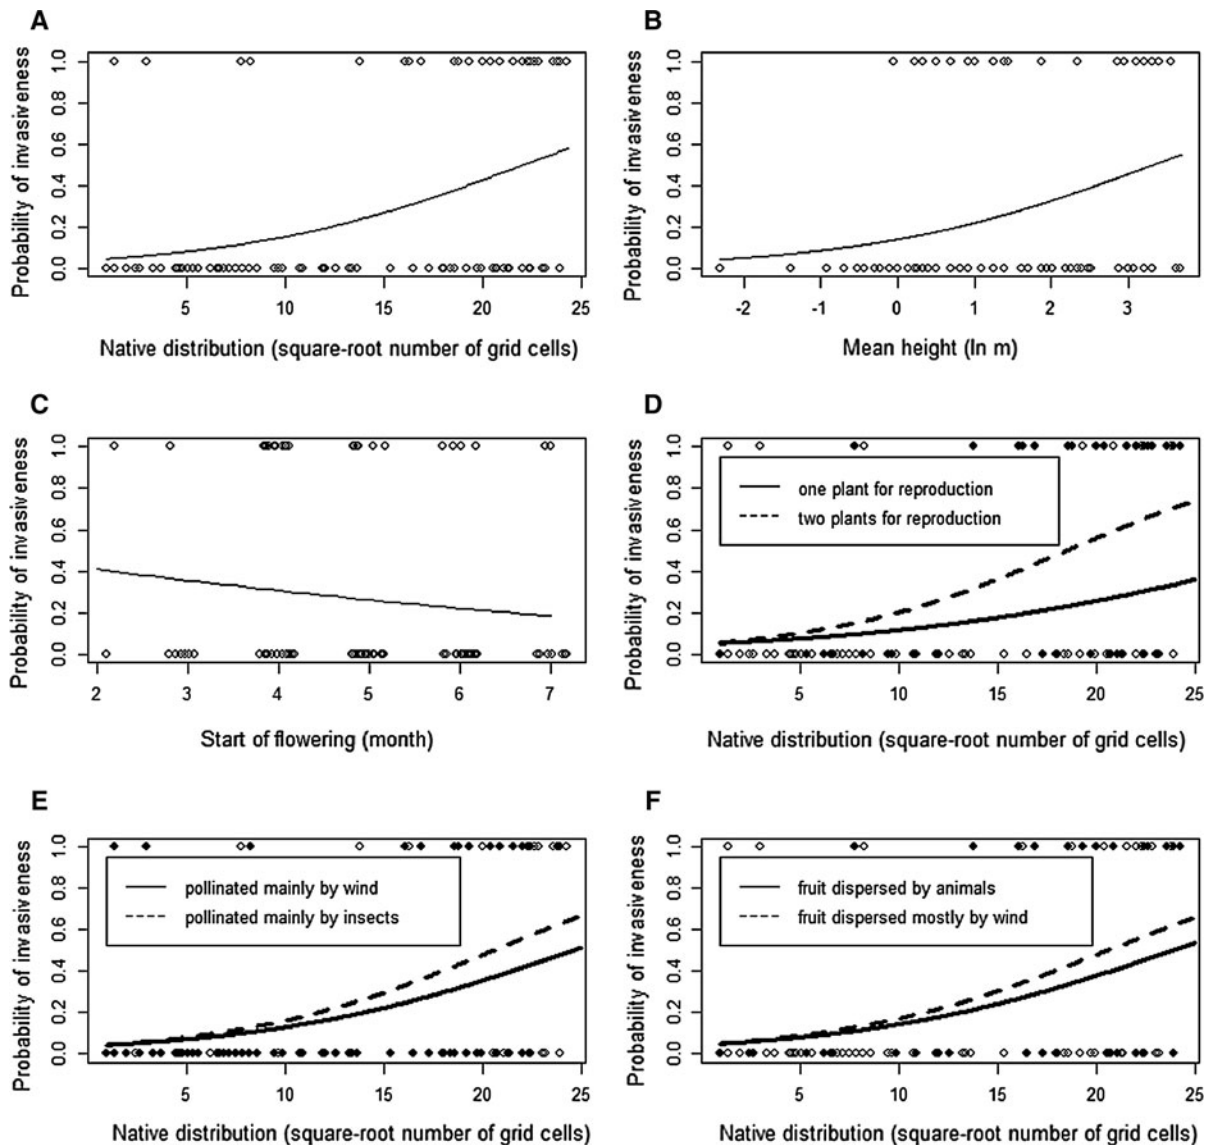 A
Probability of invasiveness
1.0
0.8
0.6
0.4
0.2
0.0
5
10
15
20
25
Native distribution (square-root number of grid cells)
B
Probability of invasiveness
1.0
0.8
0.6
0.4
0.2
0.0
-2
-1
0
1
2
3
Mean height (ln m)
C
Probability of invasiveness
1.0
0.8
0.6
0.4
0.2
0.0
2
3
4
5
6
7
Start of flowering (month)
D
Probability of invasiveness
1.0
0.8
0.6
0.4
0.2
0.0
one plant for reproduction
two plants for reproduction
5
10
15
20
25
Native distribution (square-root number of grid cells)
E
Probability of invasiveness
1.0
0.8
0.6
0.4
0.2
0.0
pollinated mainly by wind
pollinated mainly by insects
5
10
15
20
25
Native distribution (square-root number of grid cells)
F
Probability of invasiveness
1.0
0.8
0.6
0.4
0.2
0.0
fruit dispersed by animals
fruit dispersed mostly by wind
5
10
15
20
25
Native distribution (square-root number of grid cells)